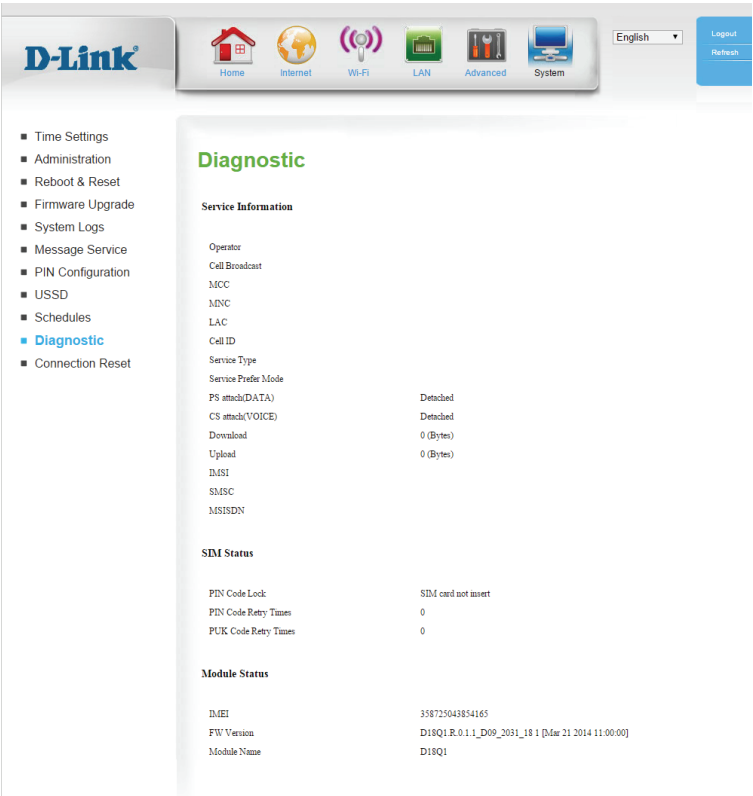 D-Link®
Home
Internet
Wi-Fi
LAN
Advanced
System
English
Logout
Refresh
Time Settings
Administration
Reboot & Reset
Firmware Upgrade
System Logs
Message Service
PIN Configuration
USSD
Schedules
Diagnostic
Connection Reset
Diagnostic
Service Information
Operator
Cell Broadcast
MCC
MNC
LAC
Cell ID
Service Type
Service Prefer Mode
PS attach(DATA) Detached
CS attach(VOICE) Detached
Download 0 (Bytes)
Upload 0 (Bytes)
IMSI
SMSC
MSISDN
SIM Status
PIN Code Lock SIM card not insert
PIN Code Retry Times 0
PUK Code Retry Times 0
Module Status
IMEI 358725043854165
FW Version D18Q1.R.0.1.1_D09_2031_18 1 [Mar 21 2014 11:00:00]
Module Name D18Q1